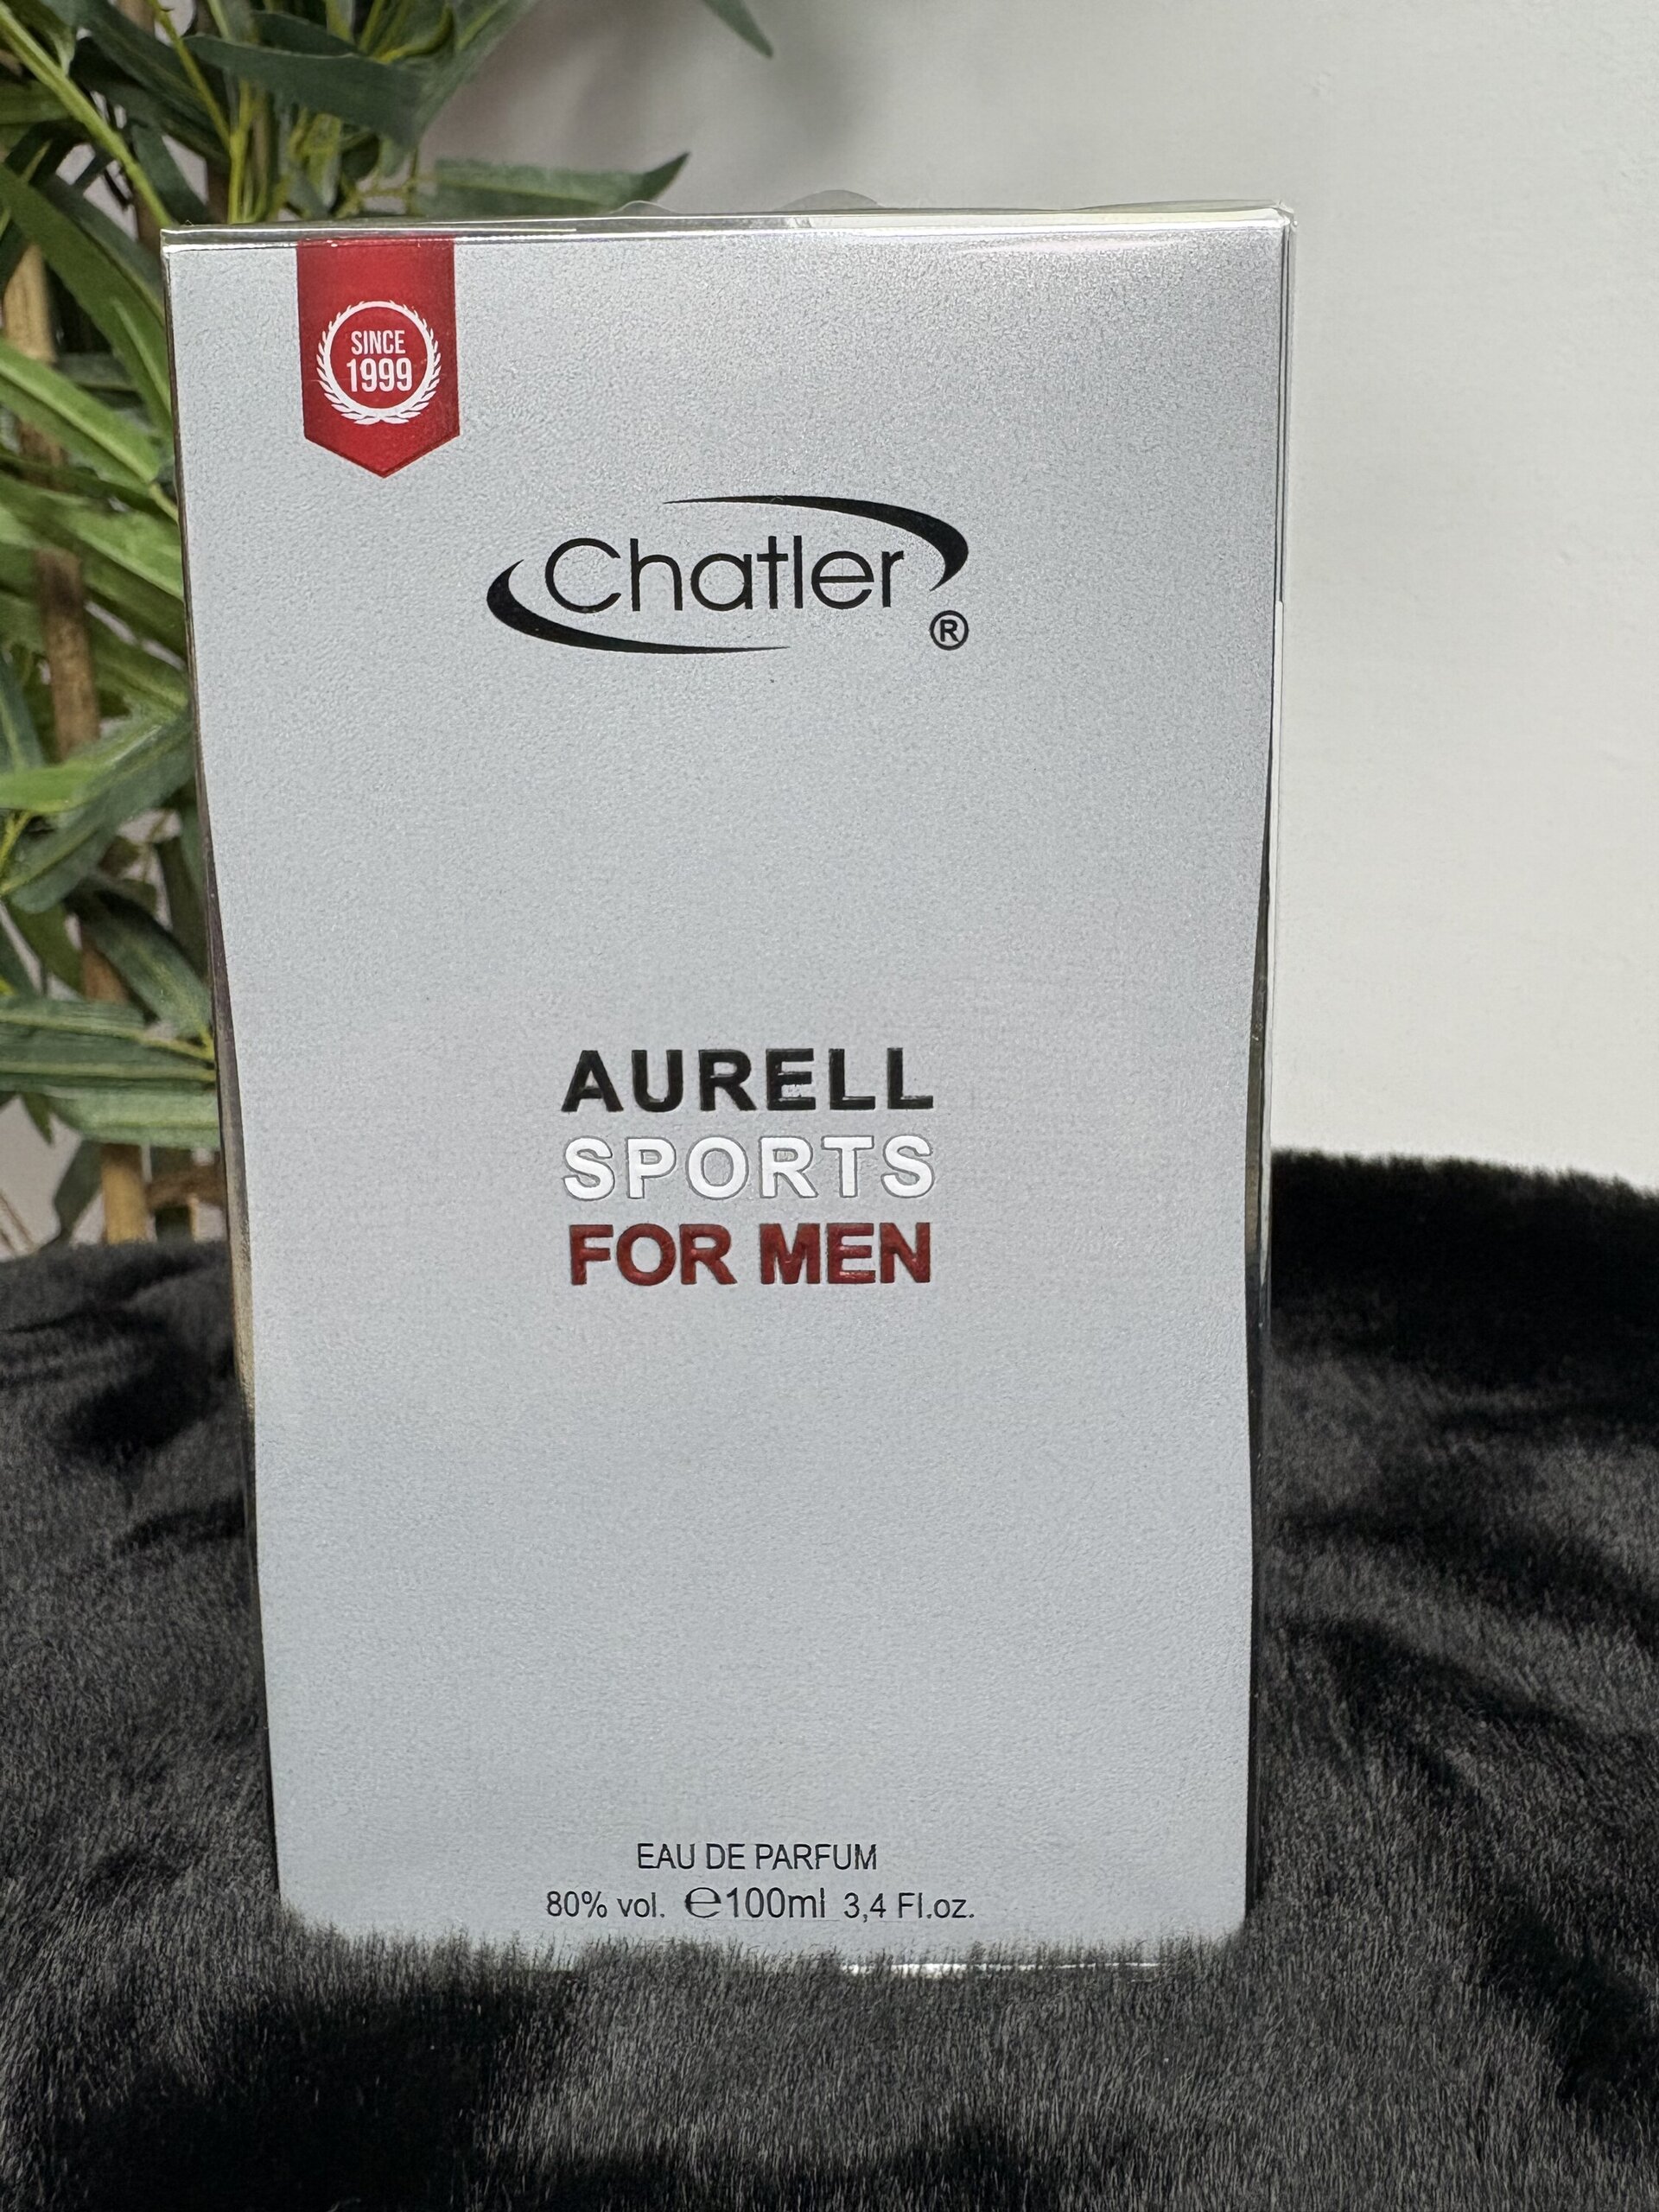 SINCE
1999
Chatler
®
AURELL
SPORTS
FOR MEN
EAU DE PARFUM
80% vol. ℮100ml 3,4 Fl.oz.